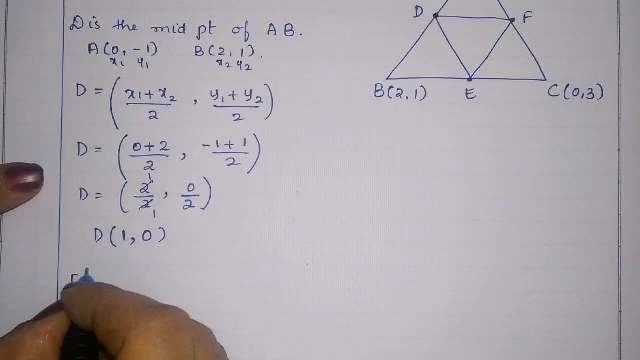 D is the mid pt of AB.
A(0, -1) B(2, 1).
x₁ y₁ x₂ y₂
D = (x₁+x₂/2 , y₁+y₂/2)
D = (0+2/2 , -1+1/2)
D = (2/2 , 0/2)
1
1
D(1, 0)
D
F
B(2,1)
E
C(0,3)